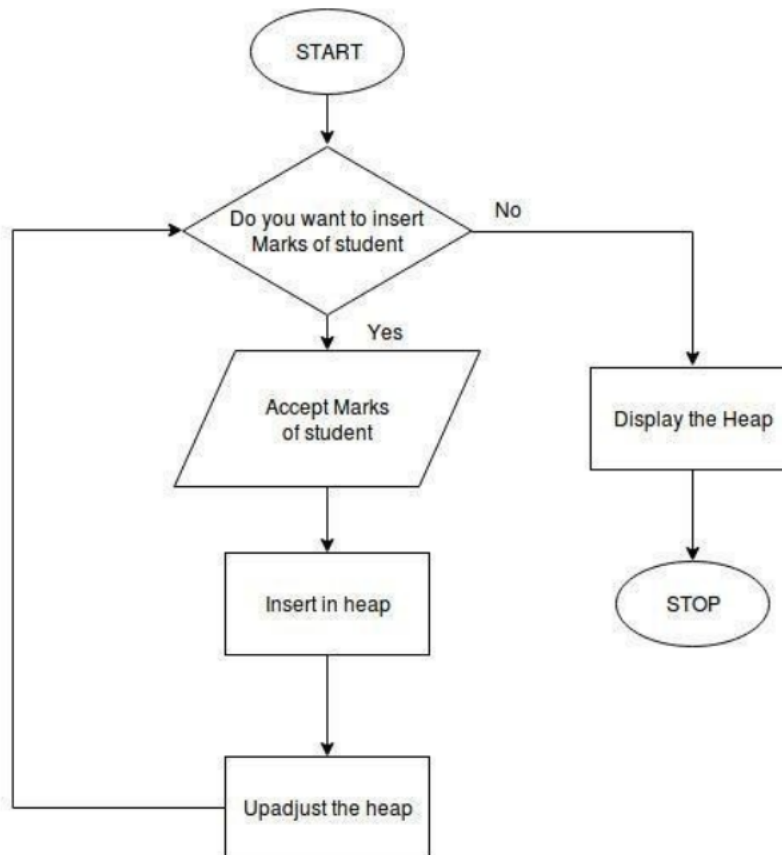 START
Do you want to insert
Marks of student
No
Yes
Accept Marks
of student
Display the Heap
Insert in heap
STOP
Upadjust the heap